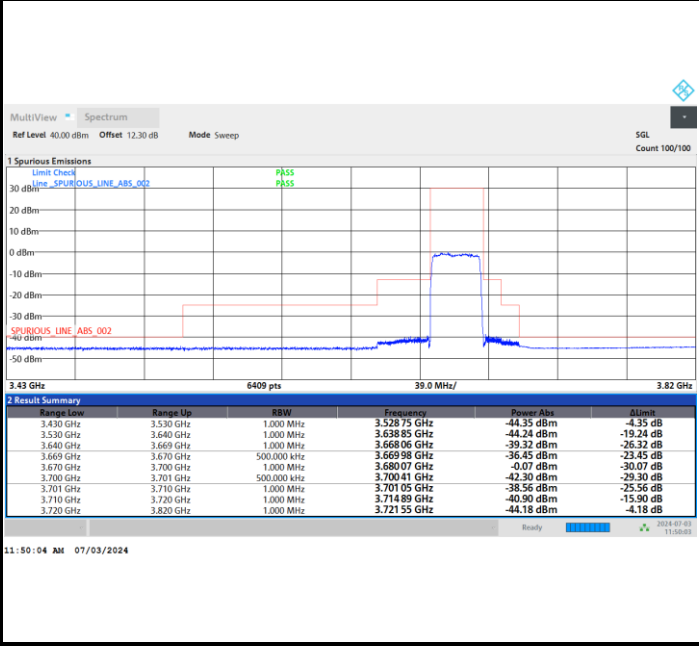 MultiView Spectrum
Ref Level 40.00 dBm Offset 12.30 dB Mode Sweep SGL
Count 100/100
1 Spurious Emissions
Limit Check PASS
Line _SPURIOUS_LINE_ABS_002 PASS
30 dBm
20 dBm
10 dBm
0 dBm
-10 dBm
-20 dBm
-30 dBm
_SPURIOUS_LINE_ABS_002
-40 dBm
-50 dBm
3.43 GHz 6409 pts 39.0 MHz/ 3.82 GHz
2 Result Summary
Range Low Range Up RBW Frequency Power Abs ΔLimit
3.430 GHz 3.530 GHz 1.000 MHz 3.528 75 GHz -44.35 dBm -4.35 dB
3.530 GHz 3.640 GHz 1.000 MHz 3.638 85 GHz -44.24 dBm -19.24 dB
3.640 GHz 3.669 GHz 1.000 MHz 3.668 06 GHz -39.32 dBm -26.32 dB
3.669 GHz 3.670 GHz 500.000 kHz 3.669 98 GHz -36.45 dBm -23.45 dB
3.670 GHz 3.700 GHz 1.000 MHz 3.680 07 GHz -0.07 dBm -30.07 dB
3.700 GHz 3.701 GHz 500.000 kHz 3.700 41 GHz -42.30 dBm -29.30 dB
3.701 GHz 3.710 GHz 1.000 MHz 3.701 05 GHz -38.56 dBm -25.56 dB
3.710 GHz 3.720 GHz 1.000 MHz 3.714 89 GHz -40.90 dBm -15.90 dB
3.720 GHz 3.820 GHz 1.000 MHz 3.721 55 GHz -44.18 dBm -4.18 dB
Ready 2024-07-03
11:50:03
11:50:04 AM 07/03/2024